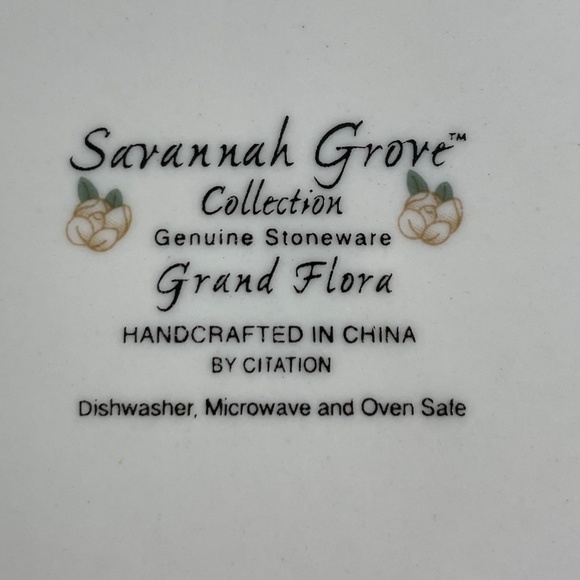 Savannah Grove™
Collection
Genuine Stoneware
Grand Flora
HANDCRAFTED IN CHINA
BY CITATION
Dishwasher, Microwave and Oven Safe